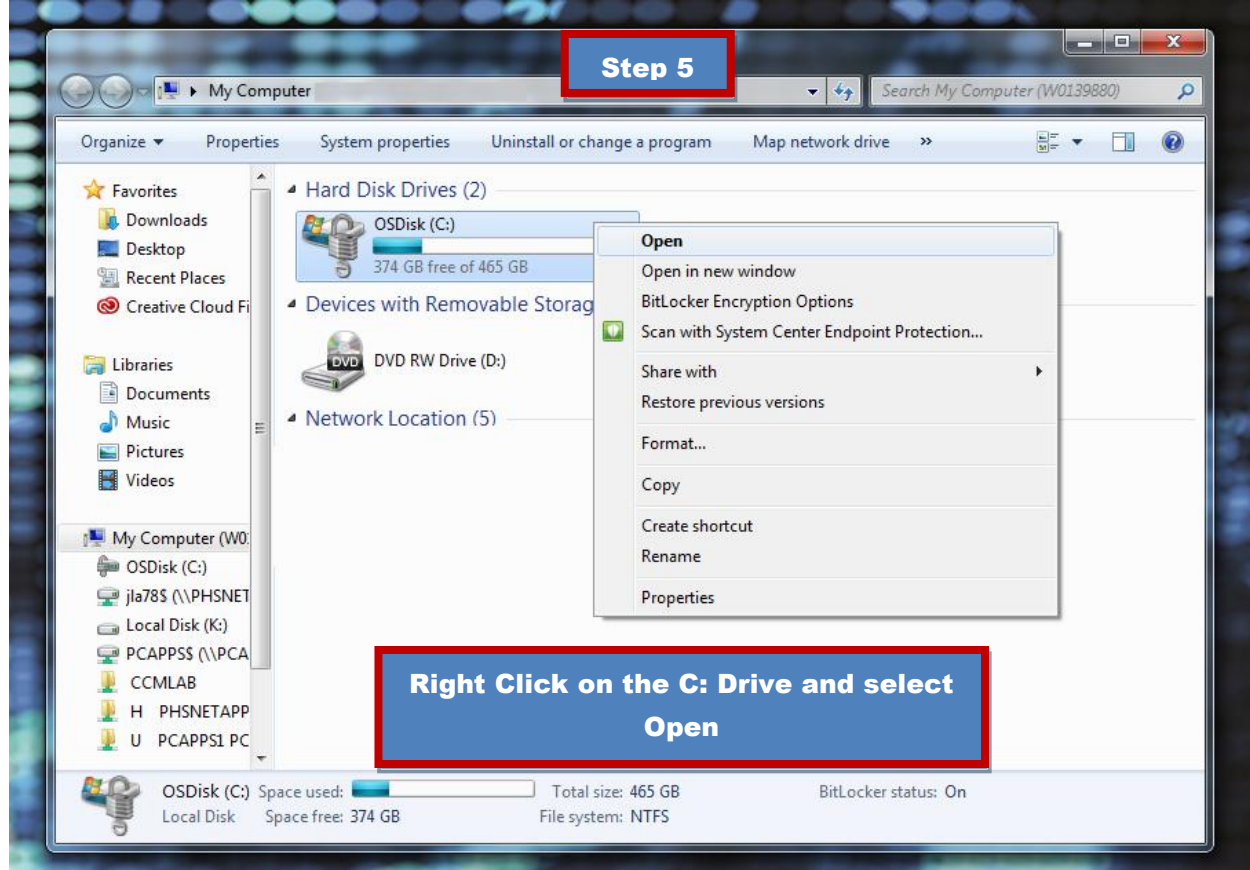 Step 5
My Computer
Search My Computer (W0139880)
Organize
Properties
System properties
Uninstall or change a program
Map network drive
»
Favorites
Downloads
Desktop
Recent Places
Creative Cloud Fi
Libraries
Documents
Music
Pictures
Videos
My Computer (W0
OSDisk (C:)
jla78$ (\\PHSNET
Local Disk (K:)
PCAPPS$ (\\PCA
CCMLAB
H PHSNETAPP
U PCAPPS1 PC
Hard Disk Drives (2)
OSDisk (C:)
374 GB free of 465 GB
Devices with Removable Storag
DVD
DVD RW Drive (D:)
Network Location (5)
Open
Open in new window
BitLocker Encryption Options
Scan with System Center Endpoint Protection...
Share with
Restore previous versions
Format...
Copy
Create shortcut
Rename
Properties
Right Click on the C: Drive and select
Open
OSDisk (C:) Space used: Total size: 465 GB BitLocker status: On
Local Disk Space free: 374 GB File system: NTFS